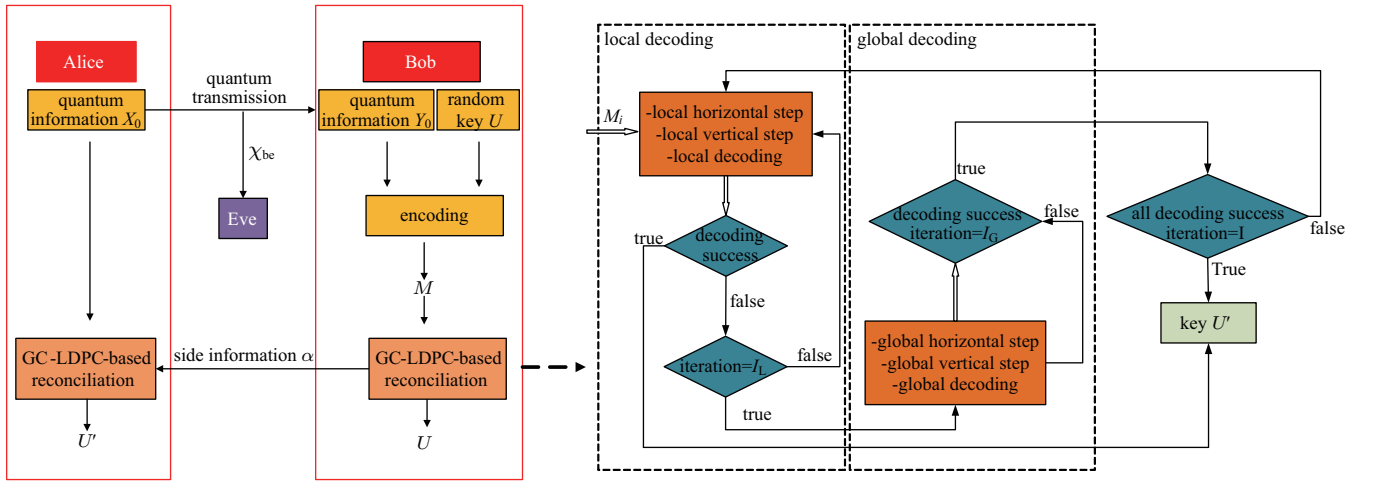 Alice
quantum
information X₀
quantum
transmission
χbe
Eve
Bob
quantum
information Y₀
random
key U
encoding
M
GC-LDPC-based
reconciliation
side information α
GC-LDPC-based
reconciliation
U′
U
local decoding
Mᵢ
-local horizontal step
-local vertical step
-local decoding
true
decoding
success
false
iteration=I_L
false
true
global decoding
true
decoding success
iteration=I_G
false
-global horizontal step
-global vertical step
-global decoding
all decoding success
iteration=I
false
True
key U′